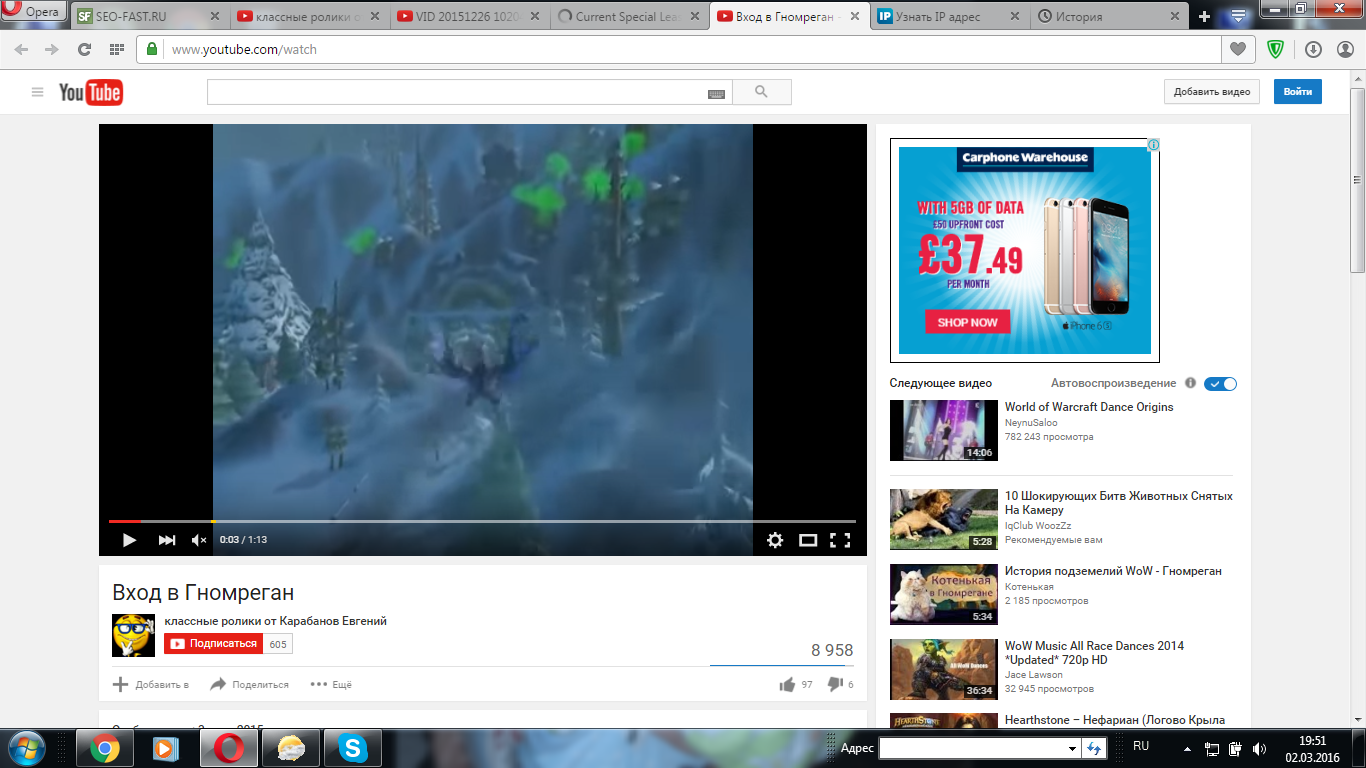 Opera
SEO-FAST.RU
классные ролики о
VID 20151226 1020
Current Special Leas
Вход в Гномреган -
Узнать IP адрес
История
www.youtube.com/watch
YouTube
Добавить видео
Войти
Carphone Warehouse
WITH 5GB OF DATA
£50 UPFRONT COST
£37.49
PER MONTH
SHOP NOW
iPhone 6s
Следующее видео
Автовоспроизведение
World of Warcraft Dance Origins
NeynuSaloo
782 243 просмотра
14:06
10 Шокирующих Битв Животных Снятых
На Камеру
IqClub WoozZz
Рекомендуемые вам
5:28
История подземелий WoW - Гномреган
Котенькая
2 185 просмотров
Котенькая
в Гномрегане
5:34
WoW Music All Race Dances 2014
*Updated* 720p HD
Jace Lawson
32 945 просмотров
All WoW Dances
36:34
Hearthstone – Нефариан (Логово Крыла
HEARTHSTONE
0:03 / 1:13
Вход в Гномреган
классные ролики от Карабанов Евгений
Подписаться
605
8 958
Добавить в
Поделиться
Ещё
97
6
Адрес
RU
19:51
02.03.2016